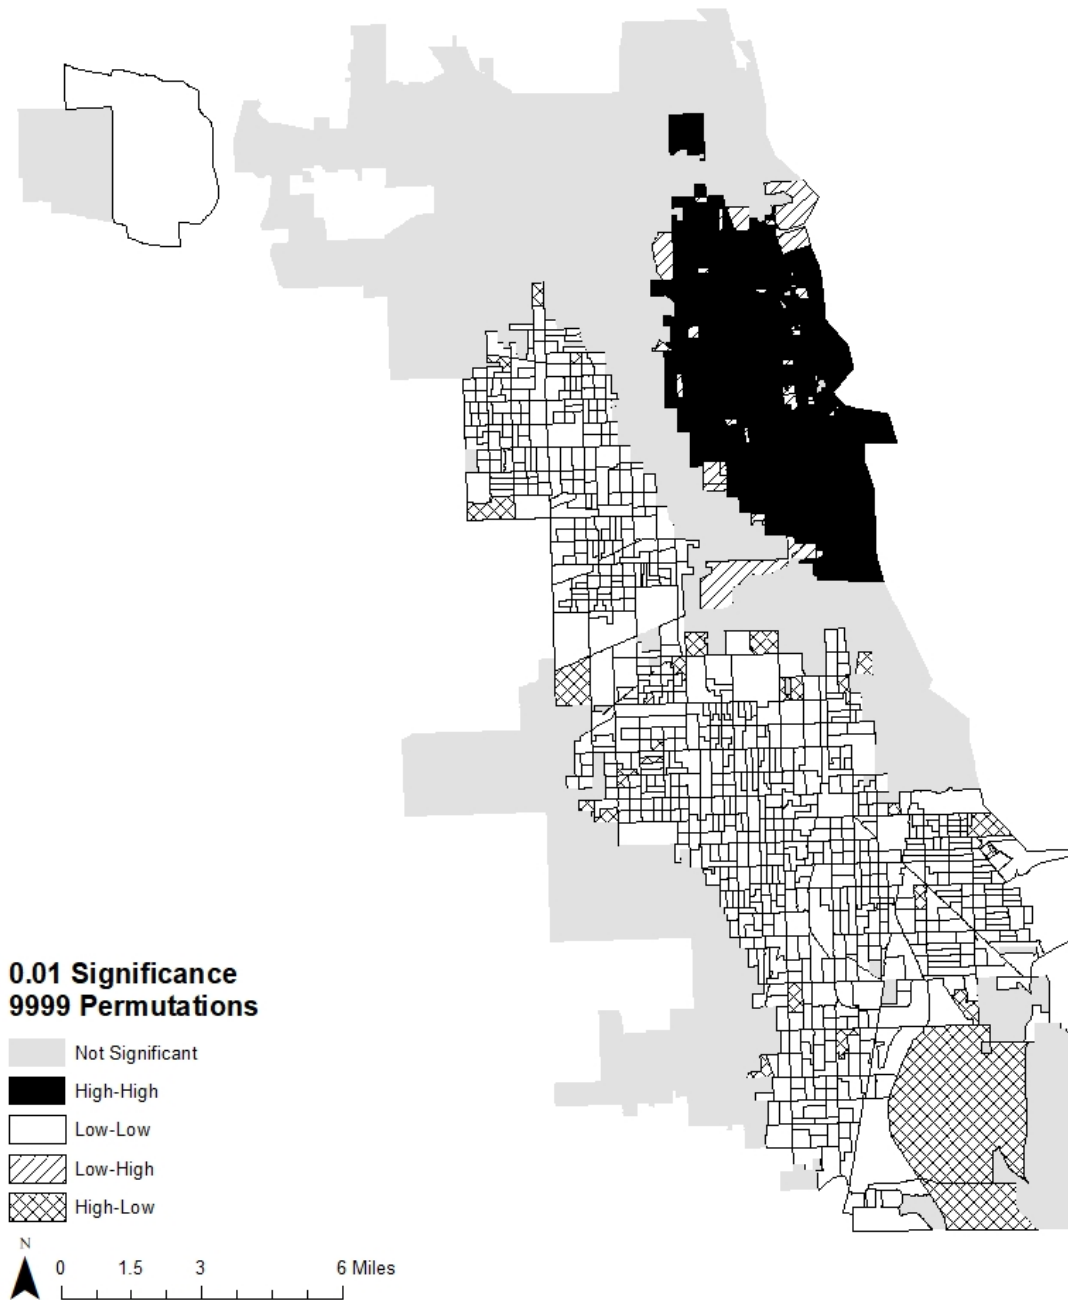 0.01 Significance
9999 Permutations
Not Significant
High-High
Low-Low
Low-High
High-Low
N
0 1.5 3 6 Miles